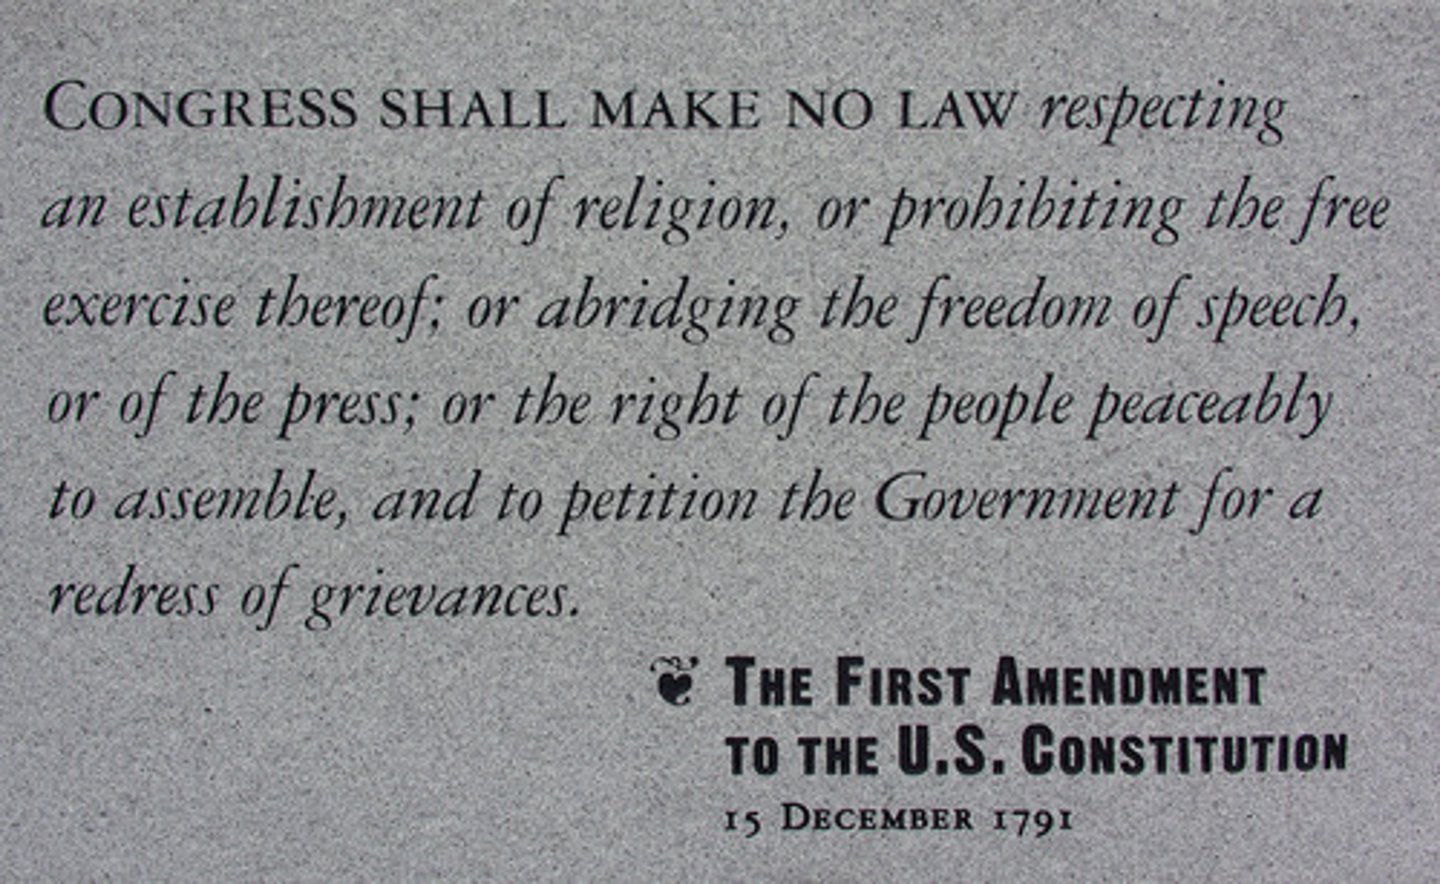 CONGRESS SHALL MAKE NO LAW respecting
an establishment of religion, or prohibiting the free
exercise thereof; or abridging the freedom of speech,
or of the press; or the right of the people peaceably
to assemble, and to petition the Government for a
redress of grievances.
❦ THE FIRST AMENDMENT
TO THE U.S. CONSTITUTION
15 DECEMBER 1791